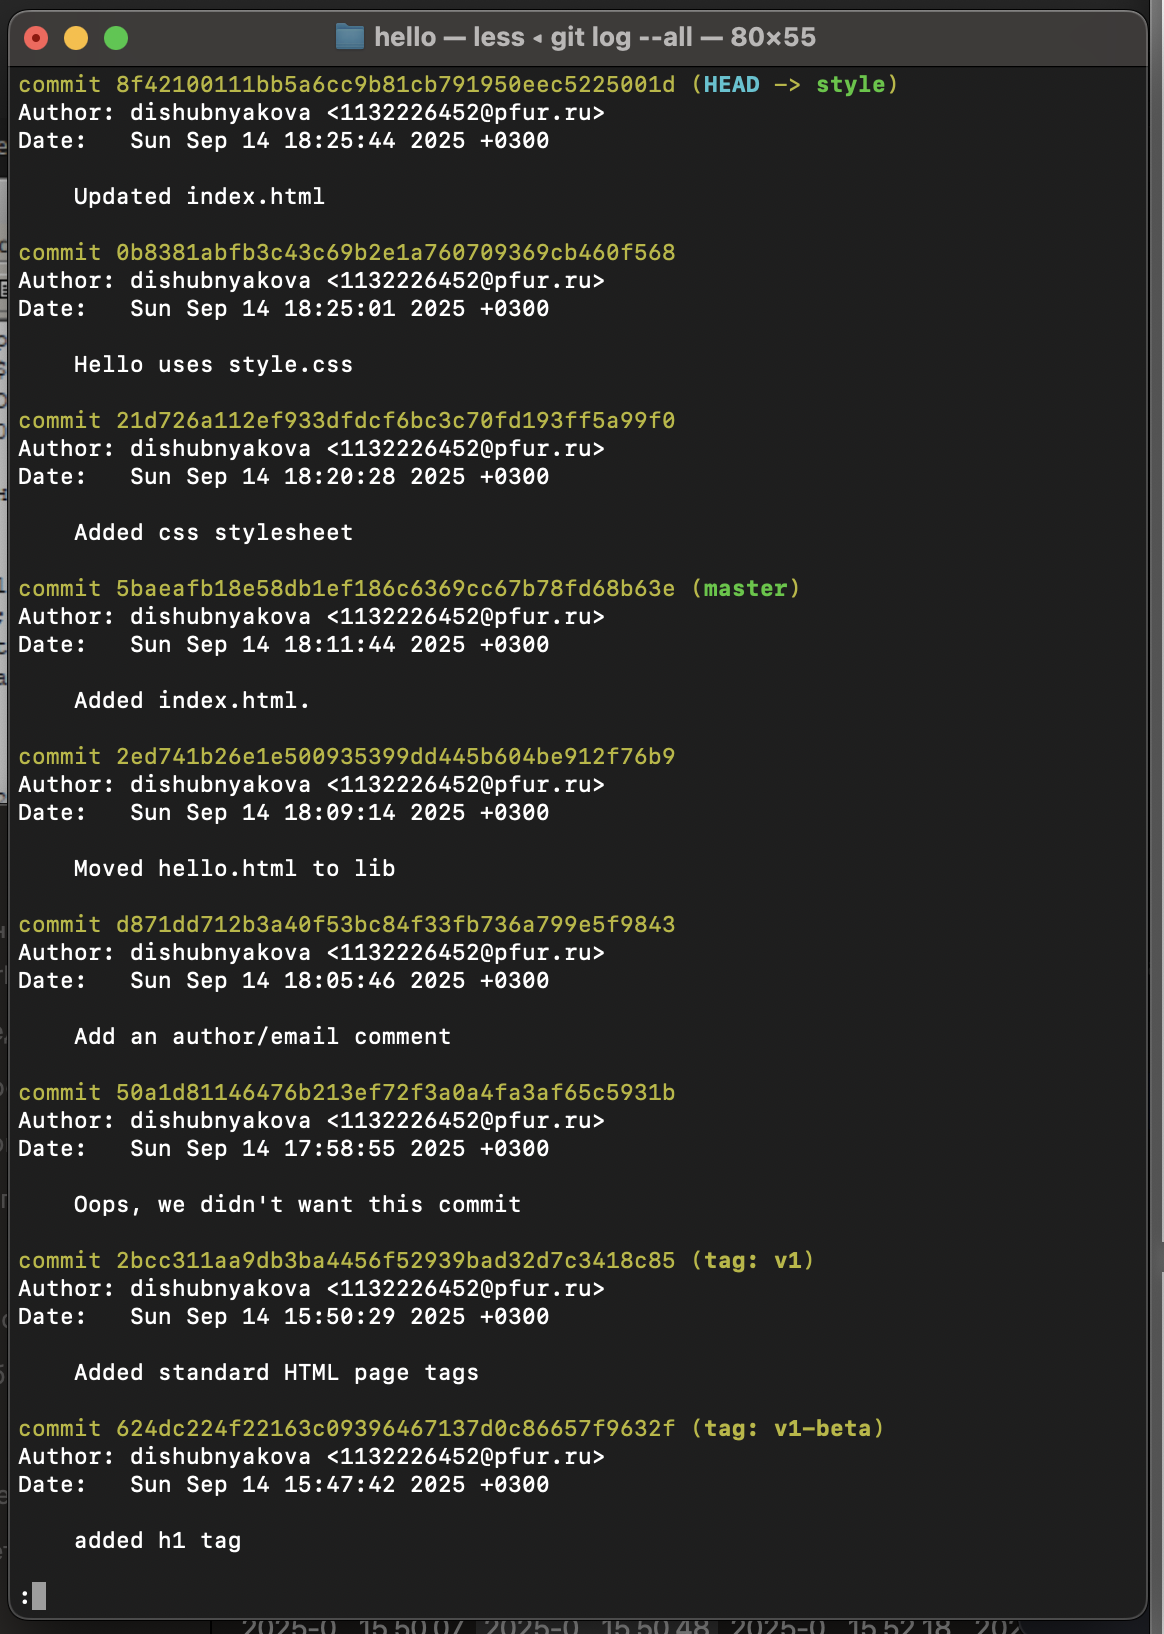 hello — less ◂ git log --all — 80×55
commit 8f42100111bb5a6cc9b81cb791950eec5225001d (HEAD -> style)
Author: dishubnyakova <1132226452@pfur.ru>
Date:   Sun Sep 14 18:25:44 2025 +0300
Updated index.html
commit 0b8381abfb3c43c69b2e1a760709369cb460f568
Author: dishubnyakova <1132226452@pfur.ru>
Date:   Sun Sep 14 18:25:01 2025 +0300
Hello uses style.css
commit 21d726a112ef933dfdcf6bc3c70fd193ff5a99f0
Author: dishubnyakova <1132226452@pfur.ru>
Date:   Sun Sep 14 18:20:28 2025 +0300
Added css stylesheet
commit 5baeafb18e58db1ef186c6369cc67b78fd68b63e (master)
Author: dishubnyakova <1132226452@pfur.ru>
Date:   Sun Sep 14 18:11:44 2025 +0300
Added index.html.
commit 2ed741b26e1e500935399dd445b604be912f76b9
Author: dishubnyakova <1132226452@pfur.ru>
Date:   Sun Sep 14 18:09:14 2025 +0300
Moved hello.html to lib
commit d871dd712b3a40f53bc84f33fb736a799e5f9843
Author: dishubnyakova <1132226452@pfur.ru>
Date:   Sun Sep 14 18:05:46 2025 +0300
Add an author/email comment
commit 50a1d81146476b213ef72f3a0a4fa3af65c5931b
Author: dishubnyakova <1132226452@pfur.ru>
Date:   Sun Sep 14 17:58:55 2025 +0300
Oops, we didn't want this commit
commit 2bcc311aa9db3ba4456f52939bad32d7c3418c85 (tag: v1)
Author: dishubnyakova <1132226452@pfur.ru>
Date:   Sun Sep 14 15:50:29 2025 +0300
Added standard HTML page tags
commit 624dc224f22163c09396467137d0c86657f9632f (tag: v1-beta)
Author: dishubnyakova <1132226452@pfur.ru>
Date:   Sun Sep 14 15:47:42 2025 +0300
added h1 tag
:
2025-0 15.50.07 2025-0 15.50.48 2025-0 15.52.18